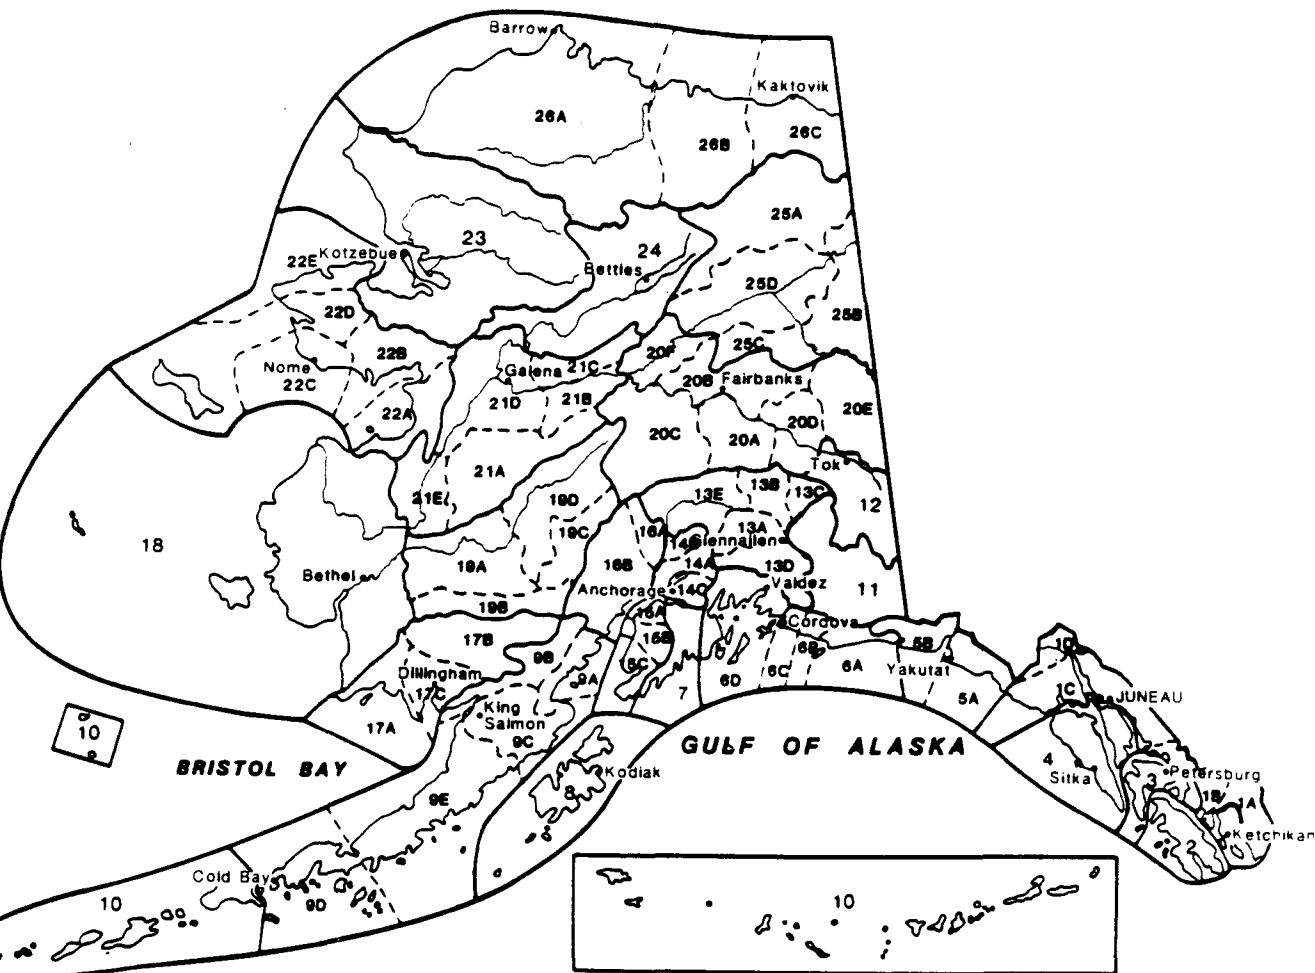 Barrow
Kaktovik
26A
26B
26C
25A
23
24
Kotzebue
22E
Bettles
25D
22D
25B
22B
20F
25C
Nome
22C
Galena
21C
20B
Fairbanks
21D
21B
22A
20D
20E
20C
20A
21A
Tok
21E
19D
13E
13B
13C
12
18
19C
16A
13A
Glennallen
14B
19A
16B
14A
13D
Bethel
Anchorage
14C
Valdez
11
19B
15A
Cordova
17B
15B
6B
5B
1D
9B
15C
6A
Yakutat
Dillingham
17C
9A
7
6D
6C
5A
1C
JUNEAU
King
Salmon
17A
9C
10
BRISTOL BAY
GULF OF ALASKA
4
Sitka
Kodiak
8
3
Petersburg
9E
1B
1A
Ketchikan
2
Cold Bay
10
9D
10